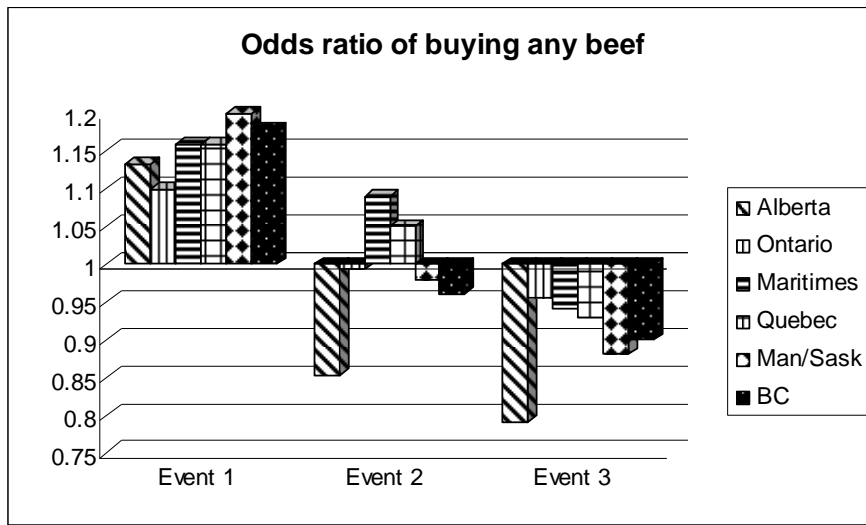 Odds ratio of buying any beef
1.2
1.15
1.1
1.05
1
0.95
0.9
0.85
0.8
0.75
Event 1 Event 2 Event 3
Alberta
Ontario
Maritimes
Quebec
Man/Sask
BC